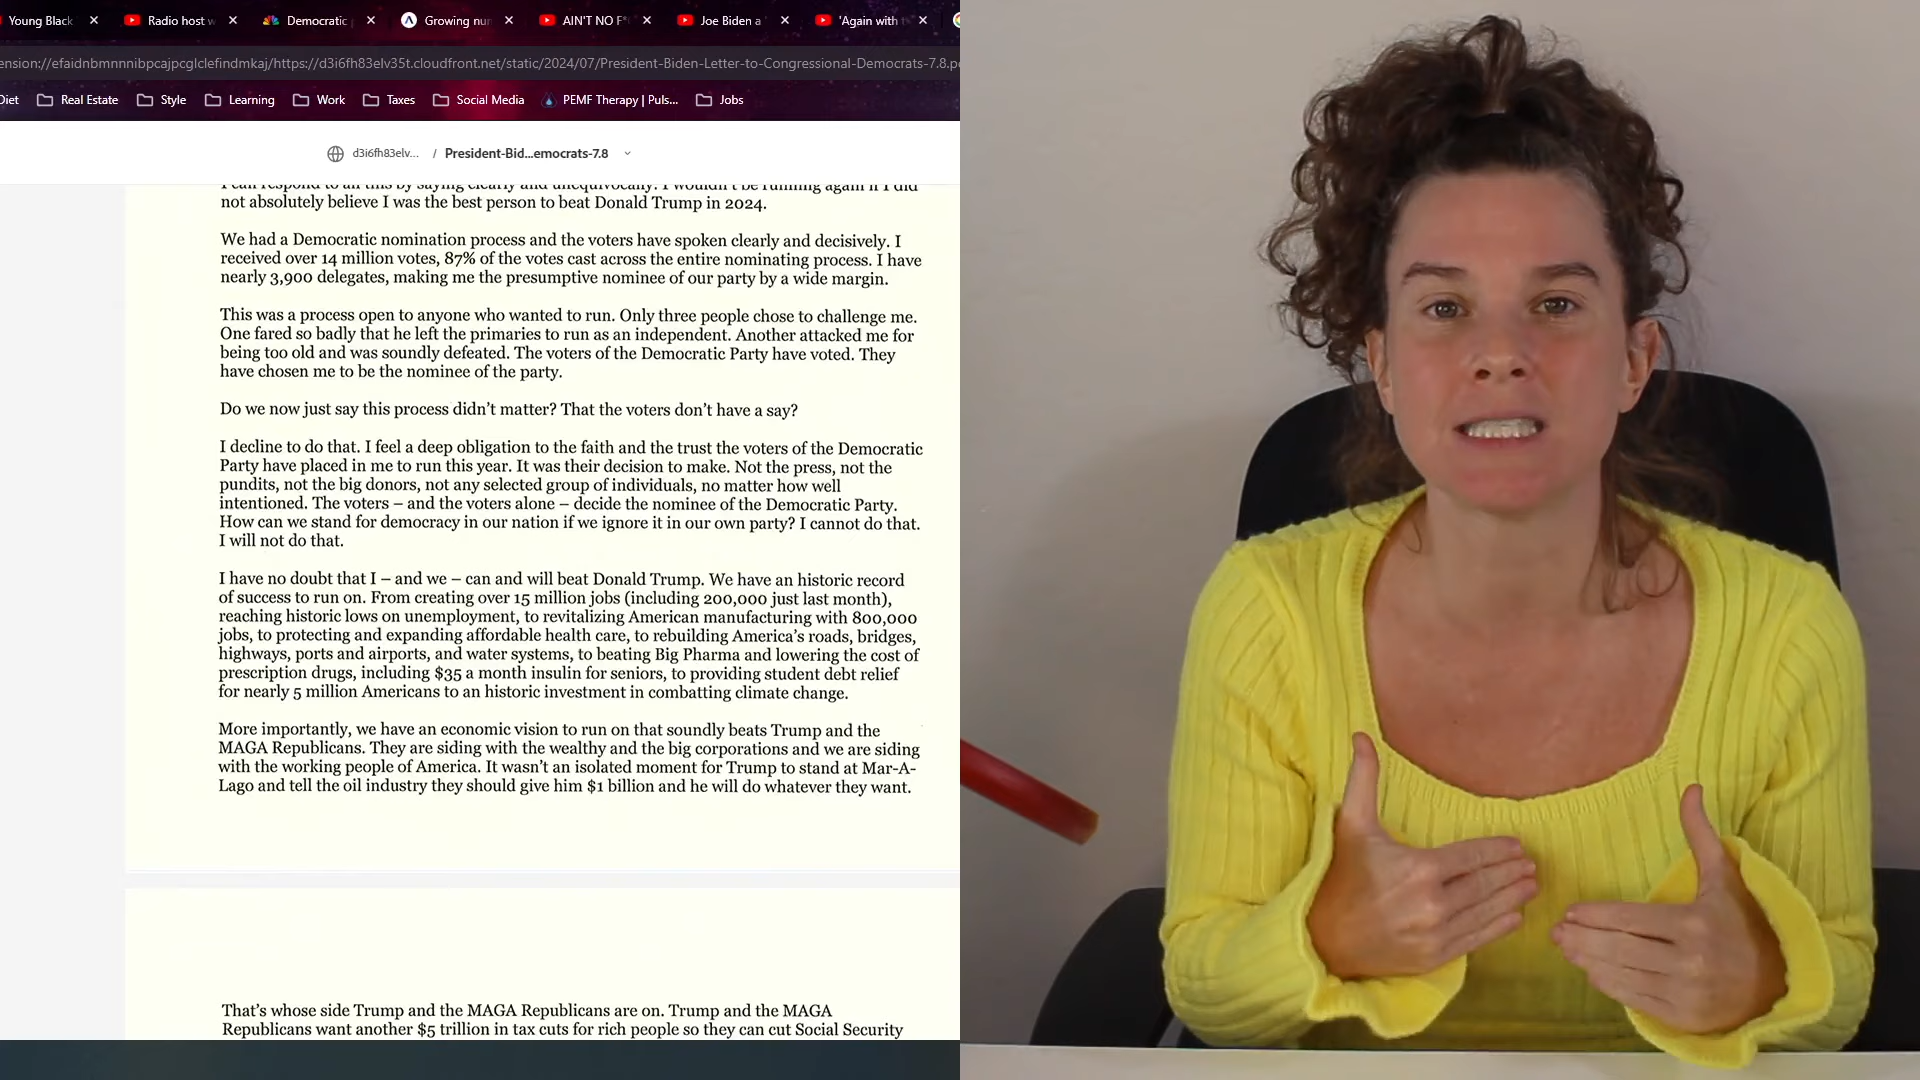 Young Black
Radio host w
Democratic
Growing nur
AIN'T NO F*
Joe Biden a
'Again with t
ension://efaidnbmnnnibpcajpcglclefindmkaj/https://d3i6fh83elv35t.cloudfront.net/static/2024/07/President-Biden-Letter-to-Congressional-Democrats-7.8.p
Diet
Real Estate
Style
Learning
Work
Taxes
Social Media
PEMF Therapy | Puls...
Jobs
d3i6fh83elv... / President-Bid...emocrats-7.8
I can respond to all this by saying clearly and unequivocally: I wouldn't be running again if I did
not absolutely believe I was the best person to beat Donald Trump in 2024.
We had a Democratic nomination process and the voters have spoken clearly and decisively. I
received over 14 million votes, 87% of the votes cast across the entire nominating process. I have
nearly 3,900 delegates, making me the presumptive nominee of our party by a wide margin.
This was a process open to anyone who wanted to run. Only three people chose to challenge me.
One fared so badly that he left the primaries to run as an independent. Another attacked me for
being too old and was soundly defeated. The voters of the Democratic Party have voted. They
have chosen me to be the nominee of the party.
Do we now just say this process didn't matter? That the voters don't have a say?
I decline to do that. I feel a deep obligation to the faith and the trust the voters of the Democratic
Party have placed in me to run this year. It was their decision to make. Not the press, not the
pundits, not the big donors, not any selected group of individuals, no matter how well
intentioned. The voters – and the voters alone – decide the nominee of the Democratic Party.
How can we stand for democracy in our nation if we ignore it in our own party? I cannot do that.
I will not do that.
I have no doubt that I – and we – can and will beat Donald Trump. We have an historic record
of success to run on. From creating over 15 million jobs (including 200,000 just last month),
reaching historic lows on unemployment, to revitalizing American manufacturing with 800,000
jobs, to protecting and expanding affordable health care, to rebuilding America's roads, bridges,
highways, ports and airports, and water systems, to beating Big Pharma and lowering the cost of
prescription drugs, including $35 a month insulin for seniors, to providing student debt relief
for nearly 5 million Americans to an historic investment in combatting climate change.
More importantly, we have an economic vision to run on that soundly beats Trump and the
MAGA Republicans. They are siding with the wealthy and the big corporations and we are siding
with the working people of America. It wasn't an isolated moment for Trump to stand at Mar-A-
Lago and tell the oil industry they should give him $1 billion and he will do whatever they want.
That's whose side Trump and the MAGA Republicans are on. Trump and the MAGA
Republicans want another $5 trillion in tax cuts for rich people so they can cut Social Security